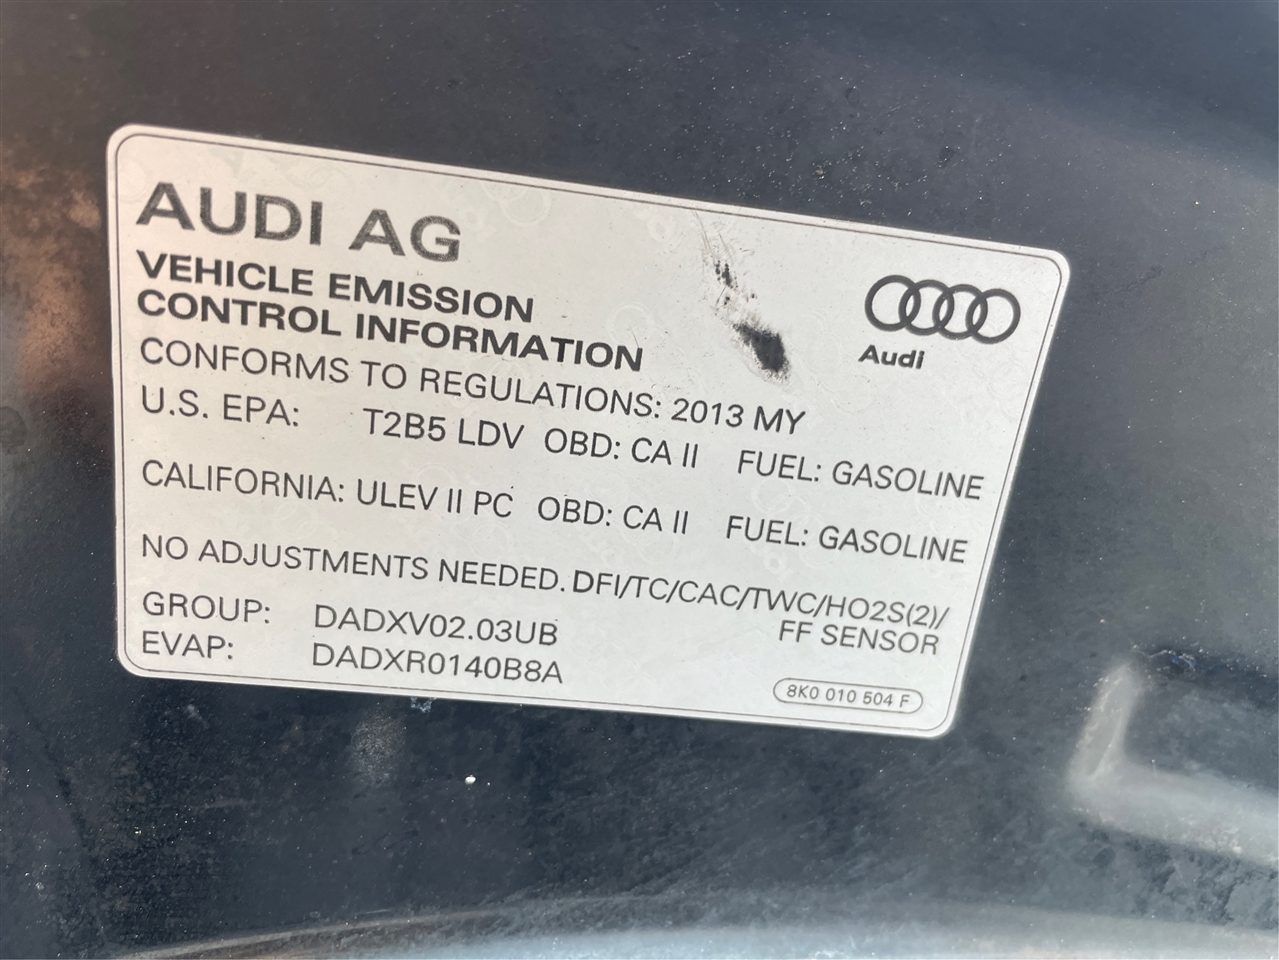 AUDI AG
VEHICLE EMISSION
CONTROL INFORMATION
CONFORMS TO REGULATIONS: 2013 MY
U.S. EPA: T2B5 LDV OBD: CA II FUEL: GASOLINE
CALIFORNIA: ULEV II PC OBD: CA II FUEL: GASOLINE
NO ADJUSTMENTS NEEDED. DFI/TC/CAC/TWC/HO2S(2)/
FF SENSOR
GROUP: DADXV02.03UB
EVAP: DADXR0140B8A
8K0 010 504 F
Audi